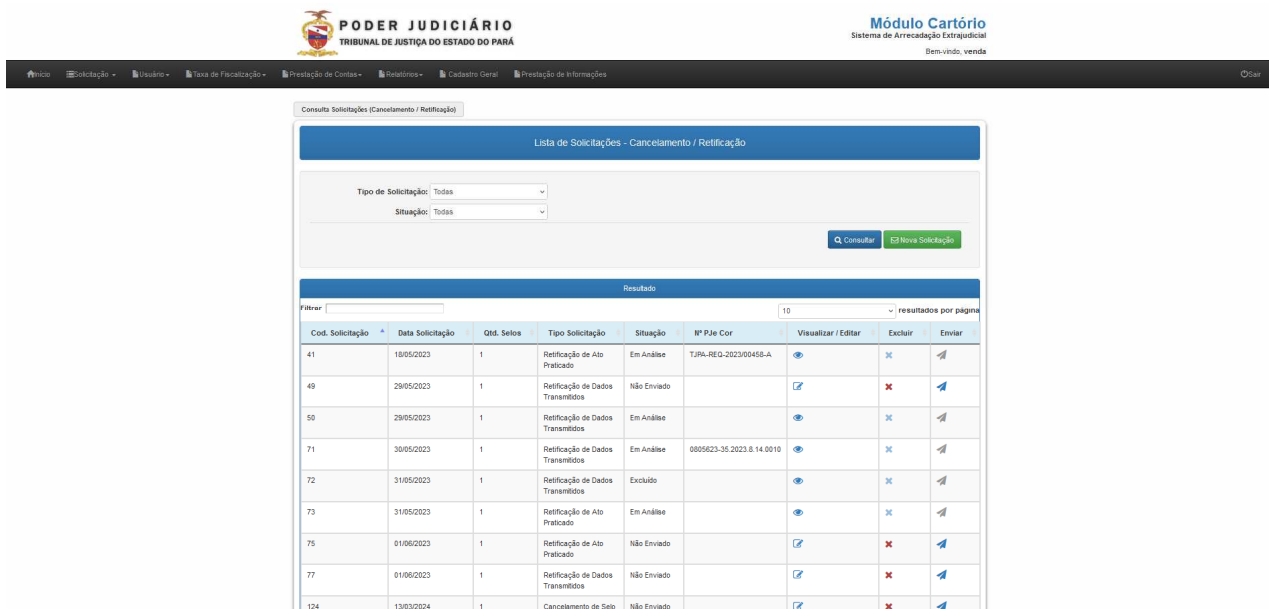 PODER JUDICIÁRIO
TRIBUNAL DE JUSTIÇA DO ESTADO DO PARÁ
Módulo Cartório
Sistema de Arrecadação Extrajudicial
Bem-vindo, venda
Início Solicitação Usuário Taxa de Fiscalização Prestação de Contas Relatórios Cadastro Geral Prestação de Informações Sair
Consulta Solicitações (Cancelamento / Retificação)
Lista de Solicitações - Cancelamento / Retificação
Tipo de Solicitação: Todas
Situação: Todas
Consultar Nova Solicitação
Resultado
Filtrar 10 resultados por página
Cod. Solicitação Data Solicitação Qtd. Selos Tipo Solicitação Situação Nº PJe Cor Visualizar / Editar Excluir Enviar
41 18/05/2023 1 Retificação de Ato Em Análise TJPA-REQ-2023/00458-A
Praticado
49 29/05/2023 1 Retificação de Dados Não Enviado
Transmitidos
50 29/05/2023 1 Retificação de Dados Em Análise
Transmitidos
71 30/05/2023 1 Retificação de Dados Em Análise 0805623-35.2023.8.14.0010
Transmitidos
72 31/05/2023 1 Retificação de Dados Excluído
Transmitidos
73 31/05/2023 1 Retificação de Ato Em Análise
Praticado
75 01/06/2023 1 Retificação de Ato Não Enviado
Praticado
77 01/06/2023 1 Retificação de Dados Não Enviado
Transmitidos
124 13/03/2024 1 Cancelamento de Selo Não Enviado